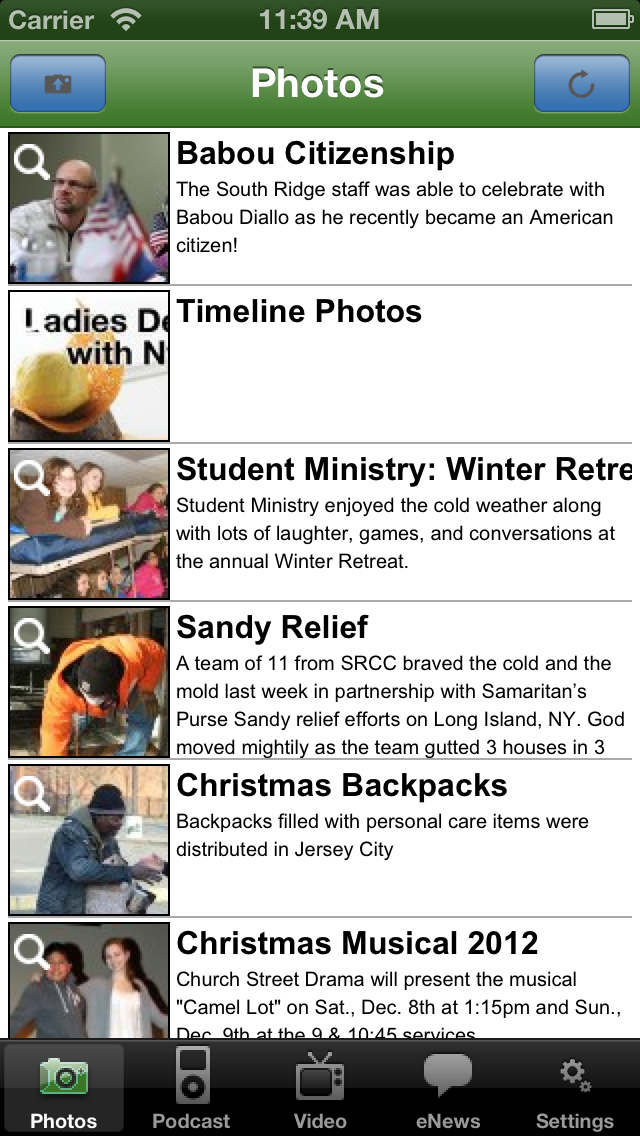 Carrier 11:39 AM
Photos
Babou Citizenship
The South Ridge staff was able to celebrate with
Babou Diallo as he recently became an American
citizen!
Ladies De
with N
Timeline Photos
Student Ministry: Winter Retre
Student Ministry enjoyed the cold weather along
with lots of laughter, games, and conversations at
the annual Winter Retreat.
Sandy Relief
A team of 11 from SRCC braved the cold and the
mold last week in partnership with Samaritan’s
Purse Sandy relief efforts on Long Island, NY. God
moved mightily as the team gutted 3 houses in 3
Christmas Backpacks
Backpacks filled with personal care items were
distributed in Jersey City
Christmas Musical 2012
Church Street Drama will present the musical
"Camel Lot" on Sat., Dec. 8th at 1:15pm and Sun.,
Dec. 9th at the 9 & 10:45 services
Photos Podcast Video eNews Settings